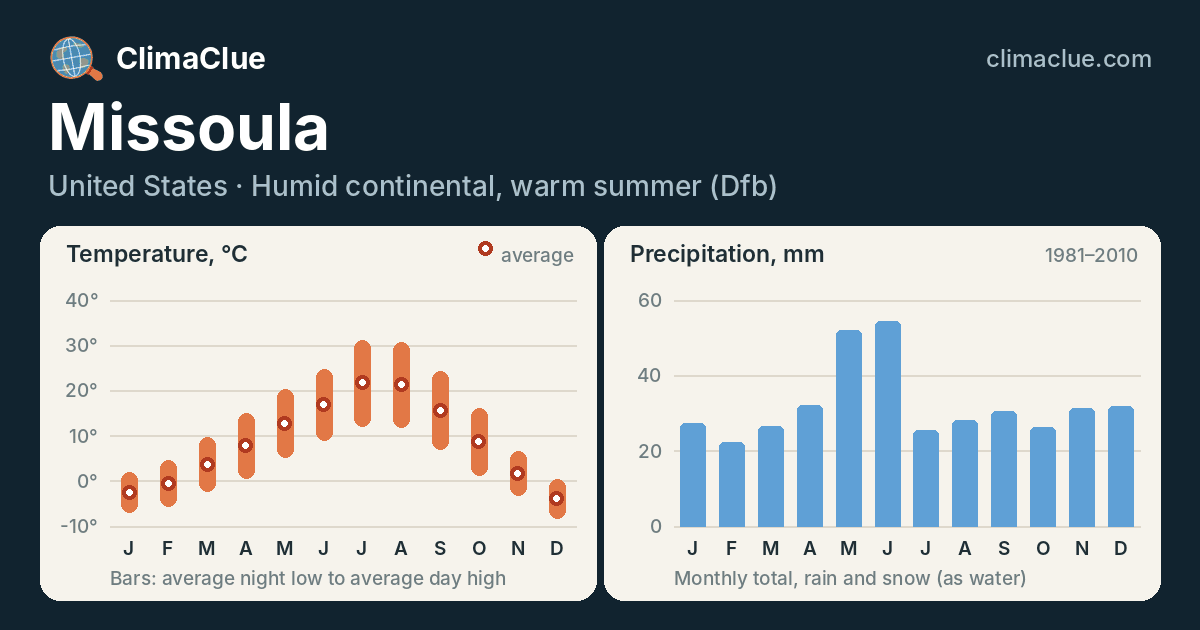 ClimaClue
climaclue.com
Missoula
United States · Humid continental, warm summer (Dfb)
Temperature, °C
average
40°
30°
20°
10°
0°
-10°
J F M A M J J A S O N D
Bars: average night low to average day high
Precipitation, mm
1981–2010
60
40
20
0
J F M A M J J A S O N D
Monthly total, rain and snow (as water)